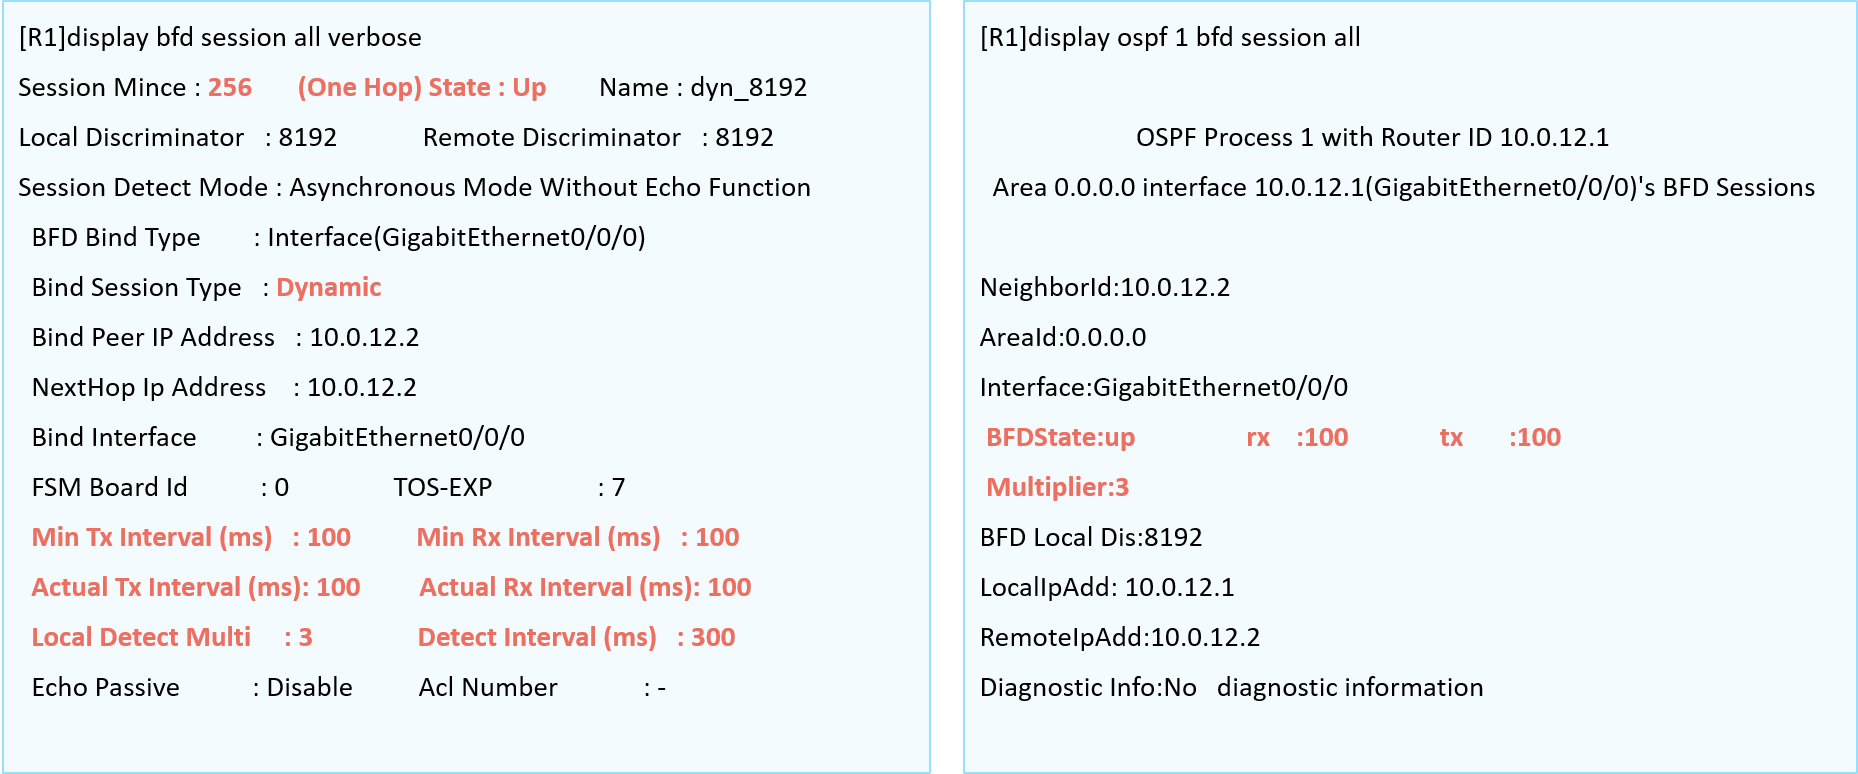 [R1]display bfd session all verbose
Session Mince : 256 (One Hop) State : Up Name : dyn_8192
Local Discriminator : 8192 Remote Discriminator : 8192
Session Detect Mode : Asynchronous Mode Without Echo Function
BFD Bind Type : Interface(GigabitEthernet0/0/0)
Bind Session Type : Dynamic
Bind Peer IP Address : 10.0.12.2
NextHop Ip Address : 10.0.12.2
Bind Interface : GigabitEthernet0/0/0
FSM Board Id : 0 TOS-EXP : 7
Min Tx Interval (ms) : 100 Min Rx Interval (ms) : 100
Actual Tx Interval (ms): 100 Actual Rx Interval (ms): 100
Local Detect Multi : 3 Detect Interval (ms) : 300
Echo Passive : Disable Acl Number : -
[R1]display ospf 1 bfd session all
OSPF Process 1 with Router ID 10.0.12.1
Area 0.0.0.0 interface 10.0.12.1(GigabitEthernet0/0/0)'s BFD Sessions
NeighborId:10.0.12.2
AreaId:0.0.0.0
Interface:GigabitEthernet0/0/0
BFDState:up rx :100 tx :100
Multiplier:3
BFD Local Dis:8192
LocalIpAdd: 10.0.12.1
RemoteIpAdd:10.0.12.2
Diagnostic Info:No diagnostic information